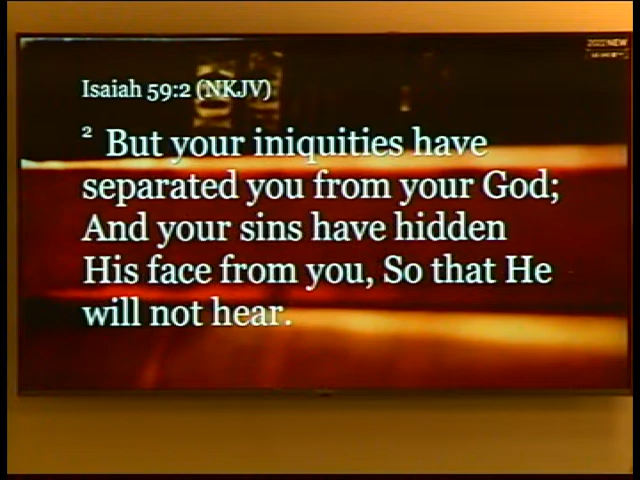 Isaiah 59:2 (NKJV)
2 But your iniquities have
separated you from your God;
And your sins have hidden
His face from you, So that He
will not hear.